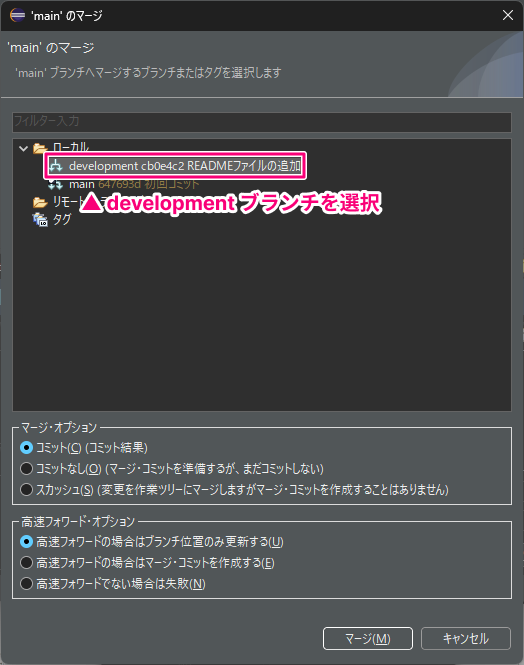 'main' のマージ
'main' のマージ
'main' ブランチへマージするブランチまたはタグを選択します
フィルター入力
ローカル
development cb0e4c2 READMEファイルの追加
main 647693d 初回コミット
リモート
▲development ブランチを選択
タグ
マージ・オプション
コミット(C) (コミット結果)
コミットなし(O) (マージ・コミットを準備するが、まだコミットしない)
スカッシュ(S) (変更を作業ツリーにマージしますがマージ・コミットを作成することはありません)
高速フォワード・オプション
高速フォワードの場合はブランチ位置のみ更新する(U)
高速フォワードの場合はマージ・コミットを作成する(E)
高速フォワードでない場合は失敗(N)
マージ(M)
キャンセル